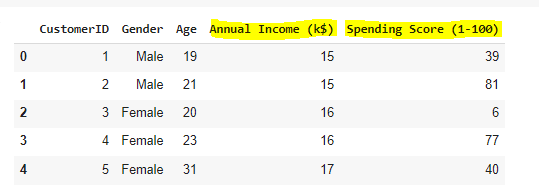 CustomerID Gender Age Annual Income (k$) Spending Score (1-100)
0 1 Male 19 15 39
1 2 Male 21 15 81
2 3 Female 20 16 6
3 4 Female 23 16 77
4 5 Female 31 17 40